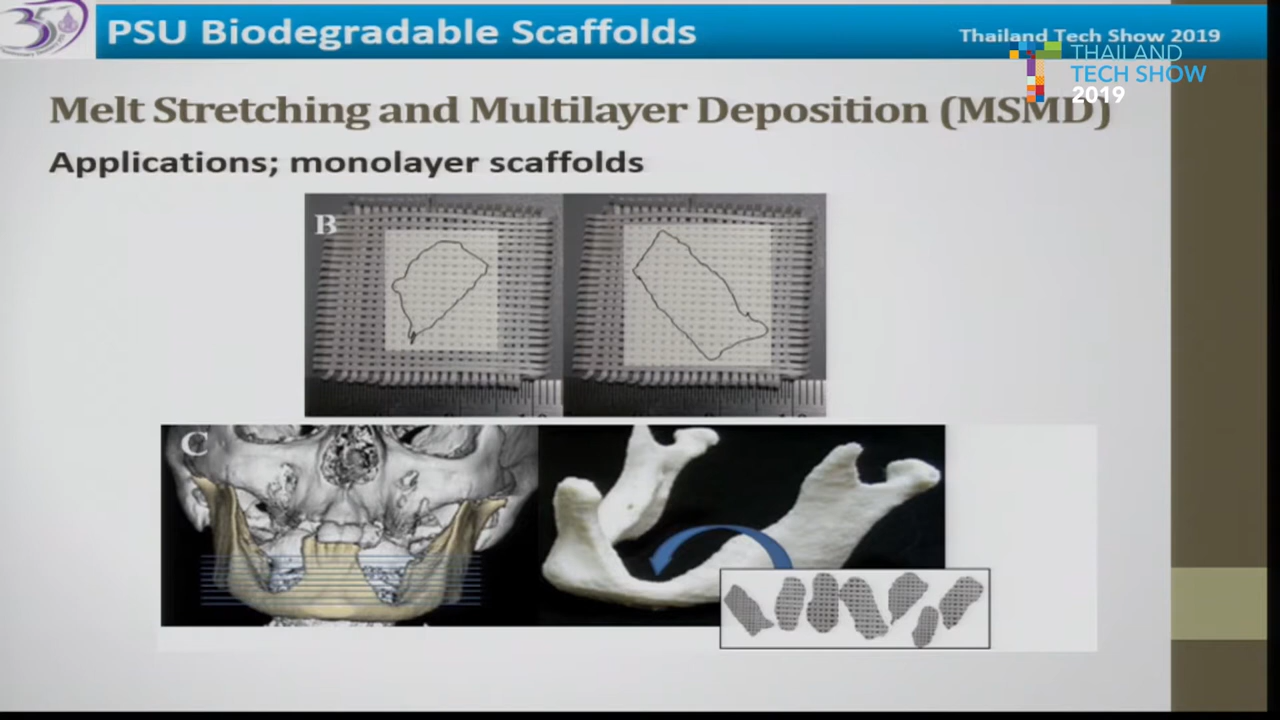 35
PSU Biodegradable Scaffolds
Thailand Tech Show 2019
THAILAND
TECH SHOW
2019
Melt Stretching and Multilayer Deposition (MSMD)
Applications; monolayer scaffolds
B
C